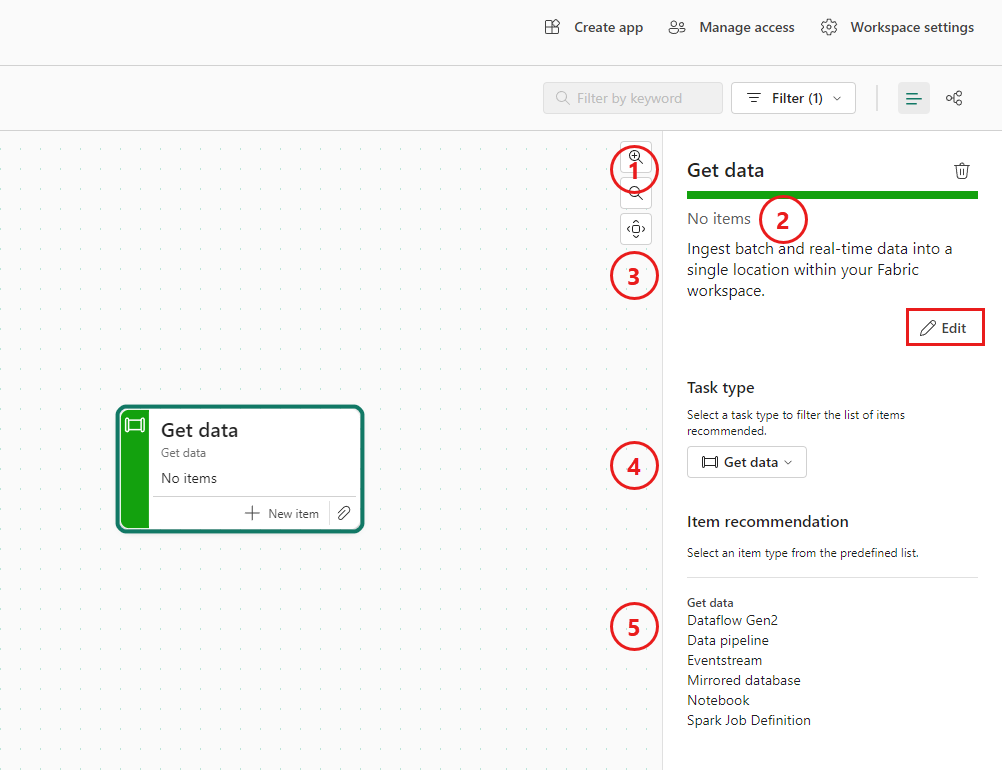 Create app
Manage access
Workspace settings
Filter by keyword
Filter (1)
1
Get data
No items
2
3
Ingest batch and real-time data into a
single location within your Fabric
workspace.
Edit
Get data
Get data
No items
New item
Task type
Select a task type to filter the list of items
recommended.
4
Get data
Item recommendation
Select an item type from the predefined list.
5
Get data
Dataflow Gen2
Data pipeline
Eventstream
Mirrored database
Notebook
Spark Job Definition